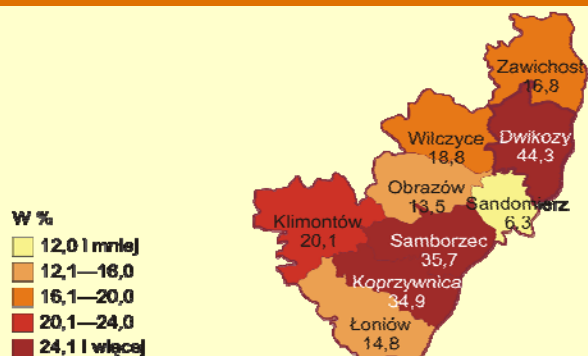 Zawichost
16,8
Wilczyce
18,8
Dwikozy
44,3
Obrazów
13,5
Sandomierz
6,3
Klimontów
20,1
Samborzec
35,7
Koprzywnica
34,9
Łoniów
14,8
W %
12,0 i mniej
12,1—16,0
16,1—20,0
20,1—24,0
24,1 i więcej